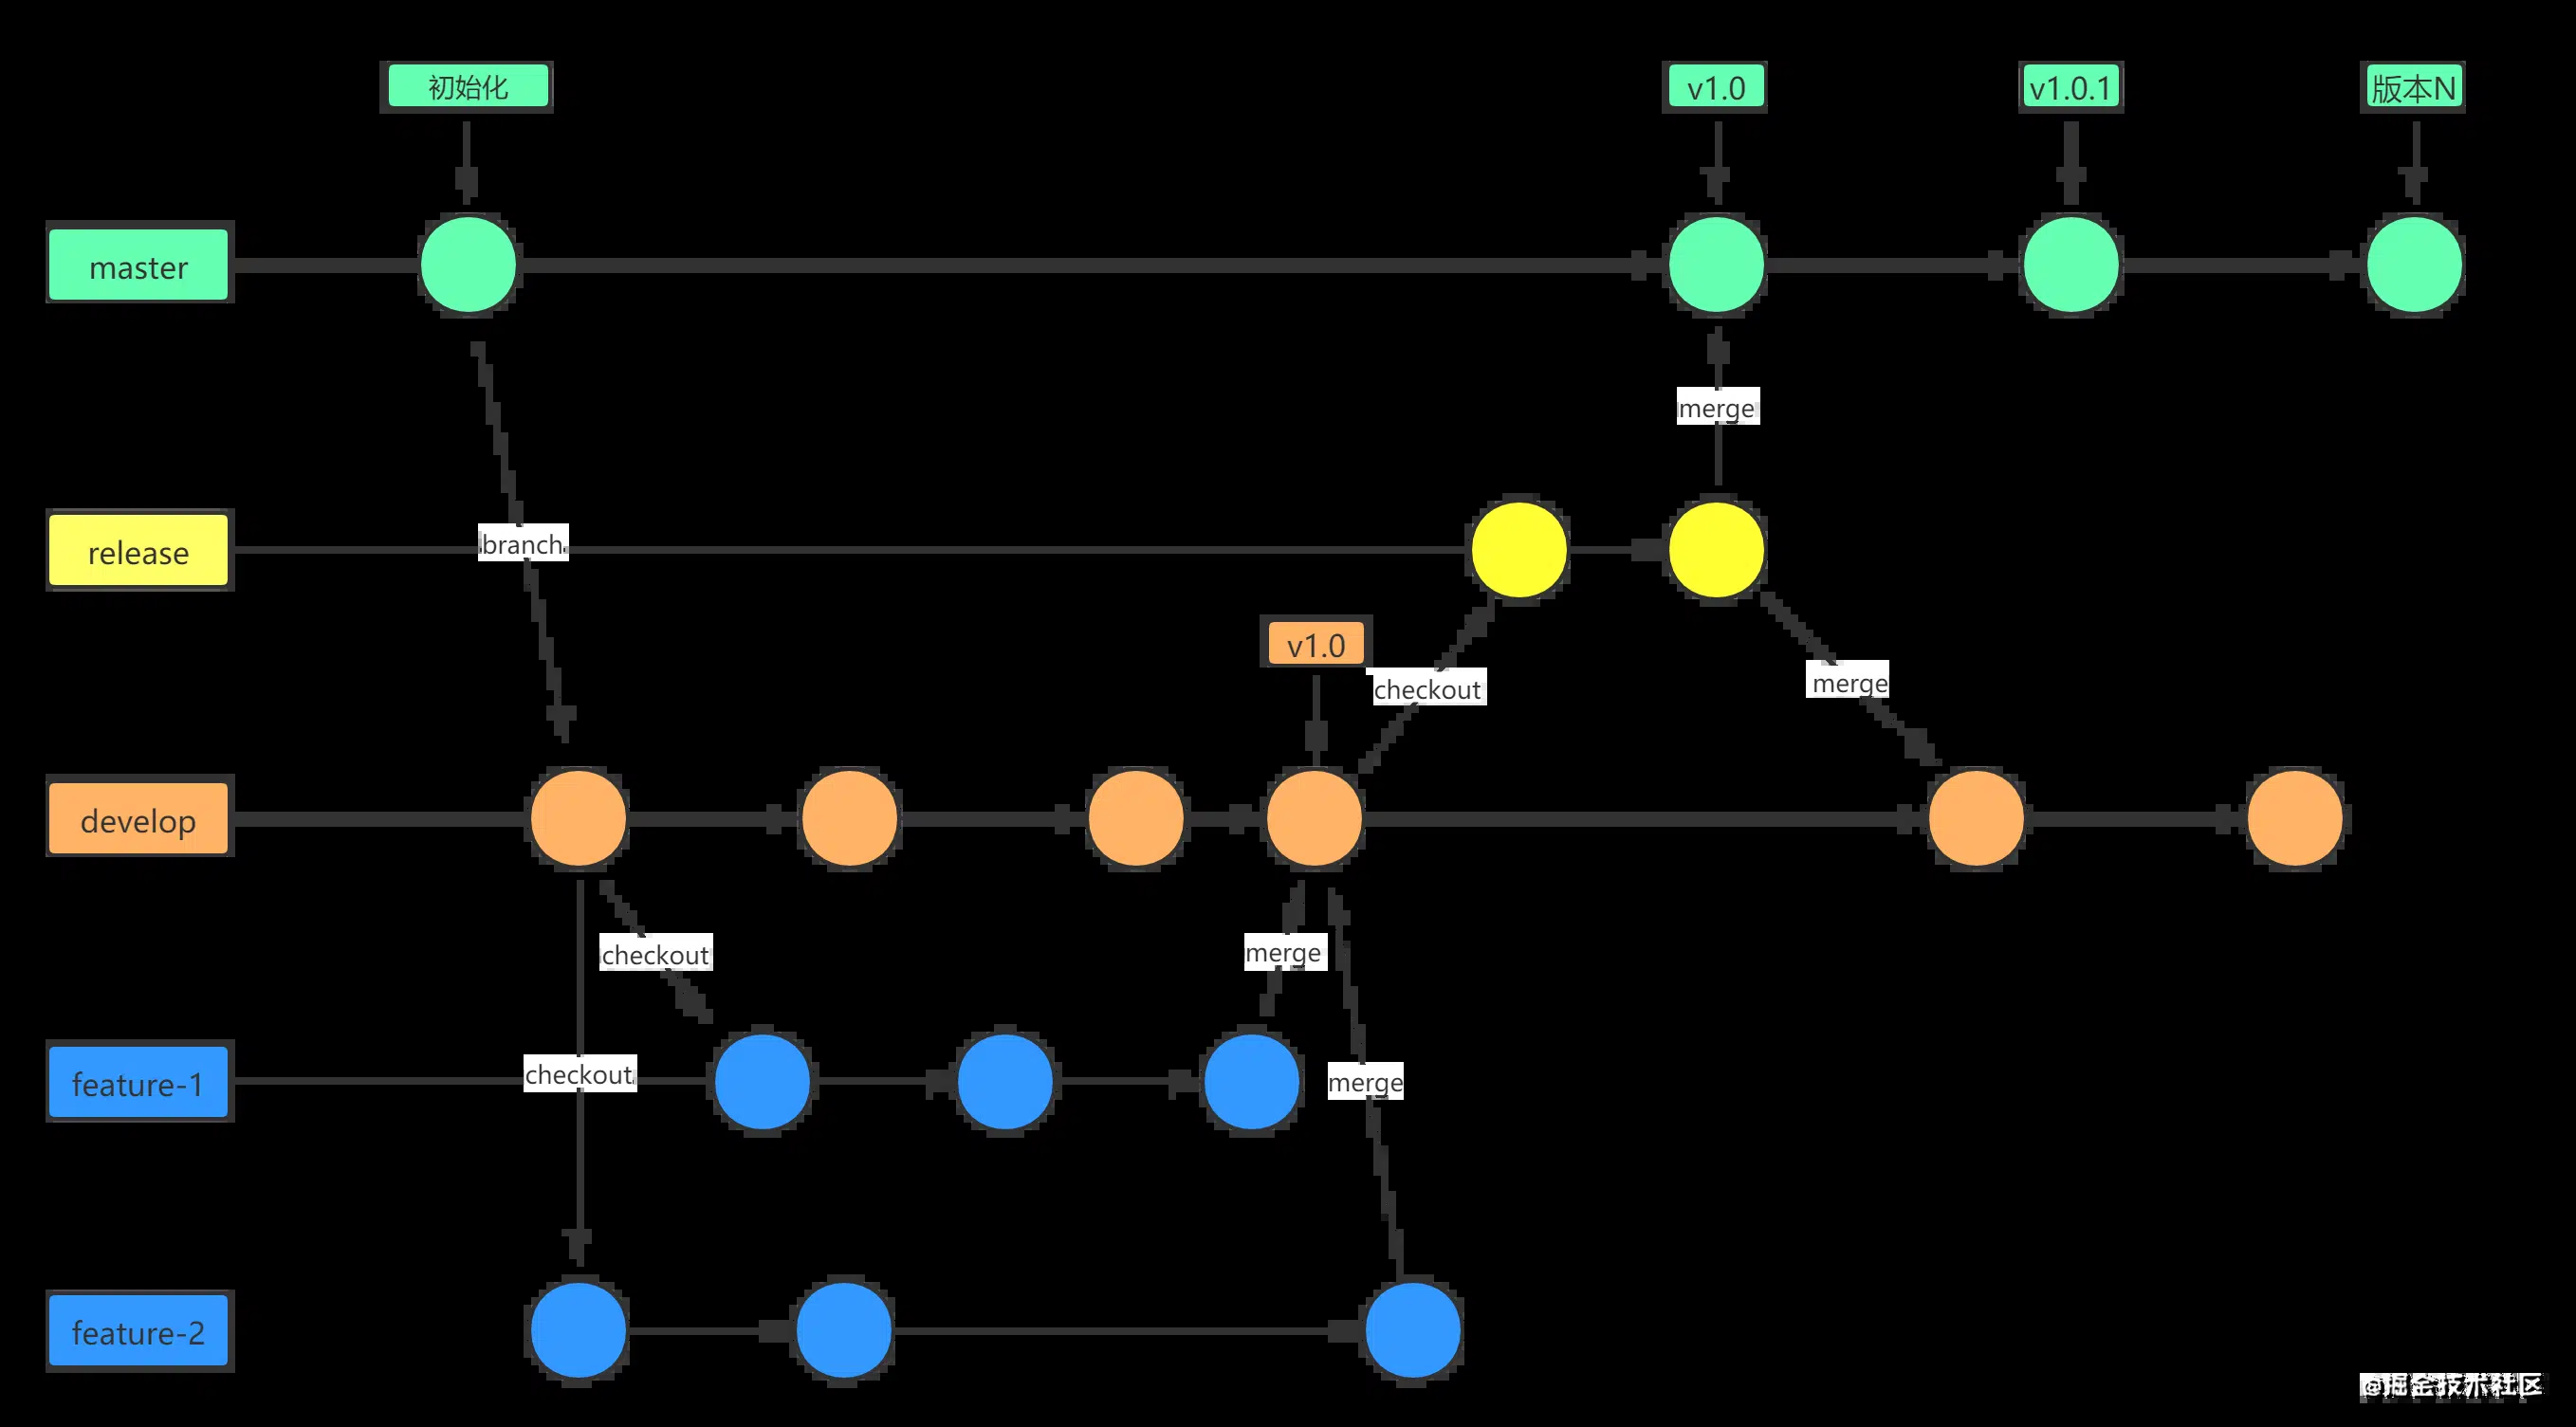 初始化
v1.0
v1.0.1
版本N
master
merge
release
branch
v1.0
checkout
merge
develop
checkout
merge
feature-1
checkout
merge
feature-2
@掘金技术社区